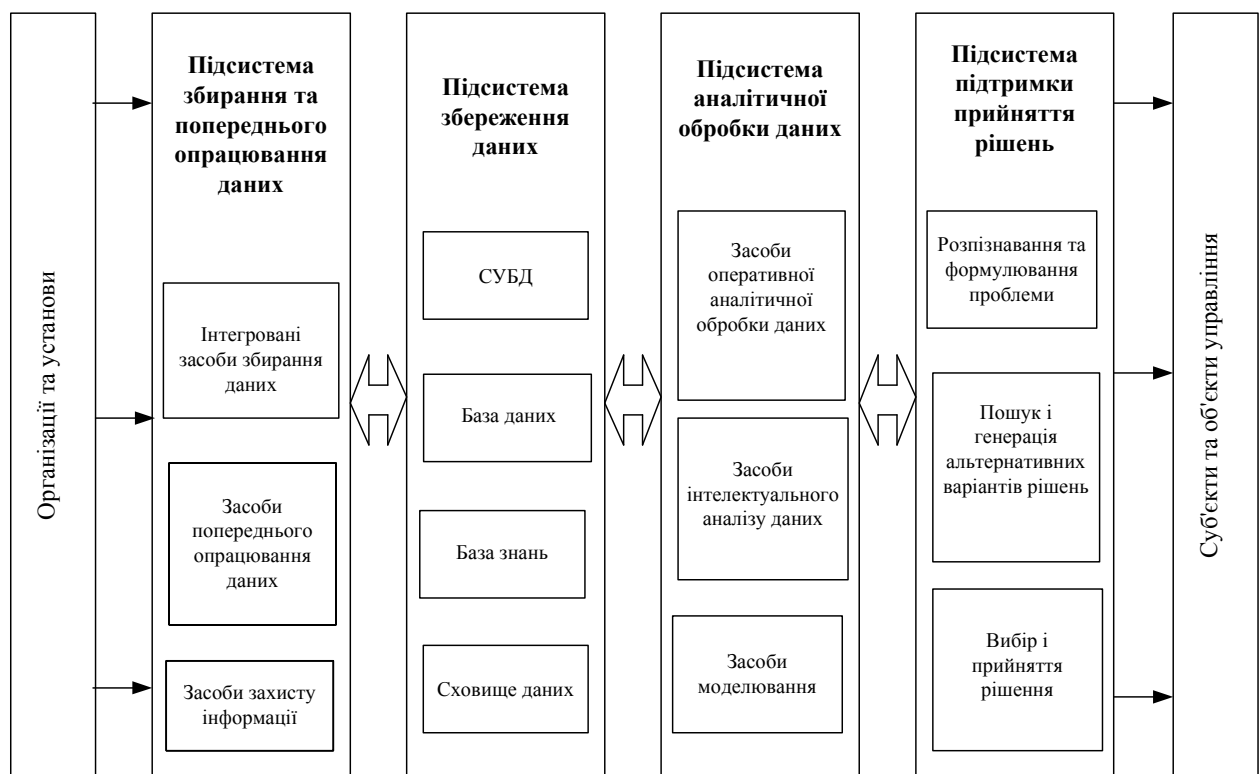 Організації та установи
Підсистема
збирання та
попереднього
опрацювання
даних
Інтегровані
засоби збирання
даних
Засоби
попереднього
опрацювання
даних
Засоби захисту
інформації
Підсистема
збереження
даних
СУБД
База даних
База знань
Сховище даних
Підсистема
аналітичної
обробки даних
Засоби
оперативної
аналітичної
обробки даних
Засоби
інтелектуального
аналізу даних
Засоби
моделювання
Підсистема
підтримки
прийняття
рішень
Розпізнавання та
формулювання
проблеми
Пошук і
генерація
альтернативних
варіантів рішень
Вибір і
прийняття
рішення
Суб'єкти та об'єкти управління